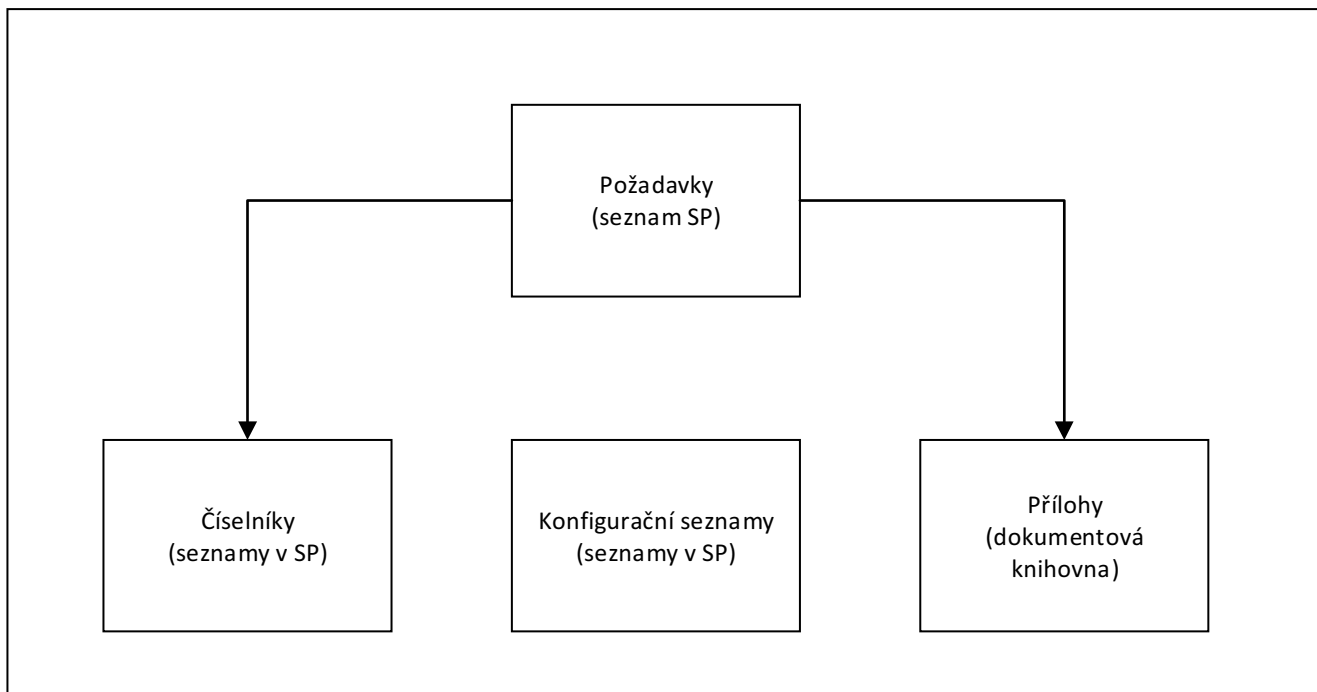 Požadavky
(seznam SP)
Číselníky
(seznamy v SP)
Konfigurační seznamy
(seznamy v SP)
Přílohy
(dokumentová
knihovna)